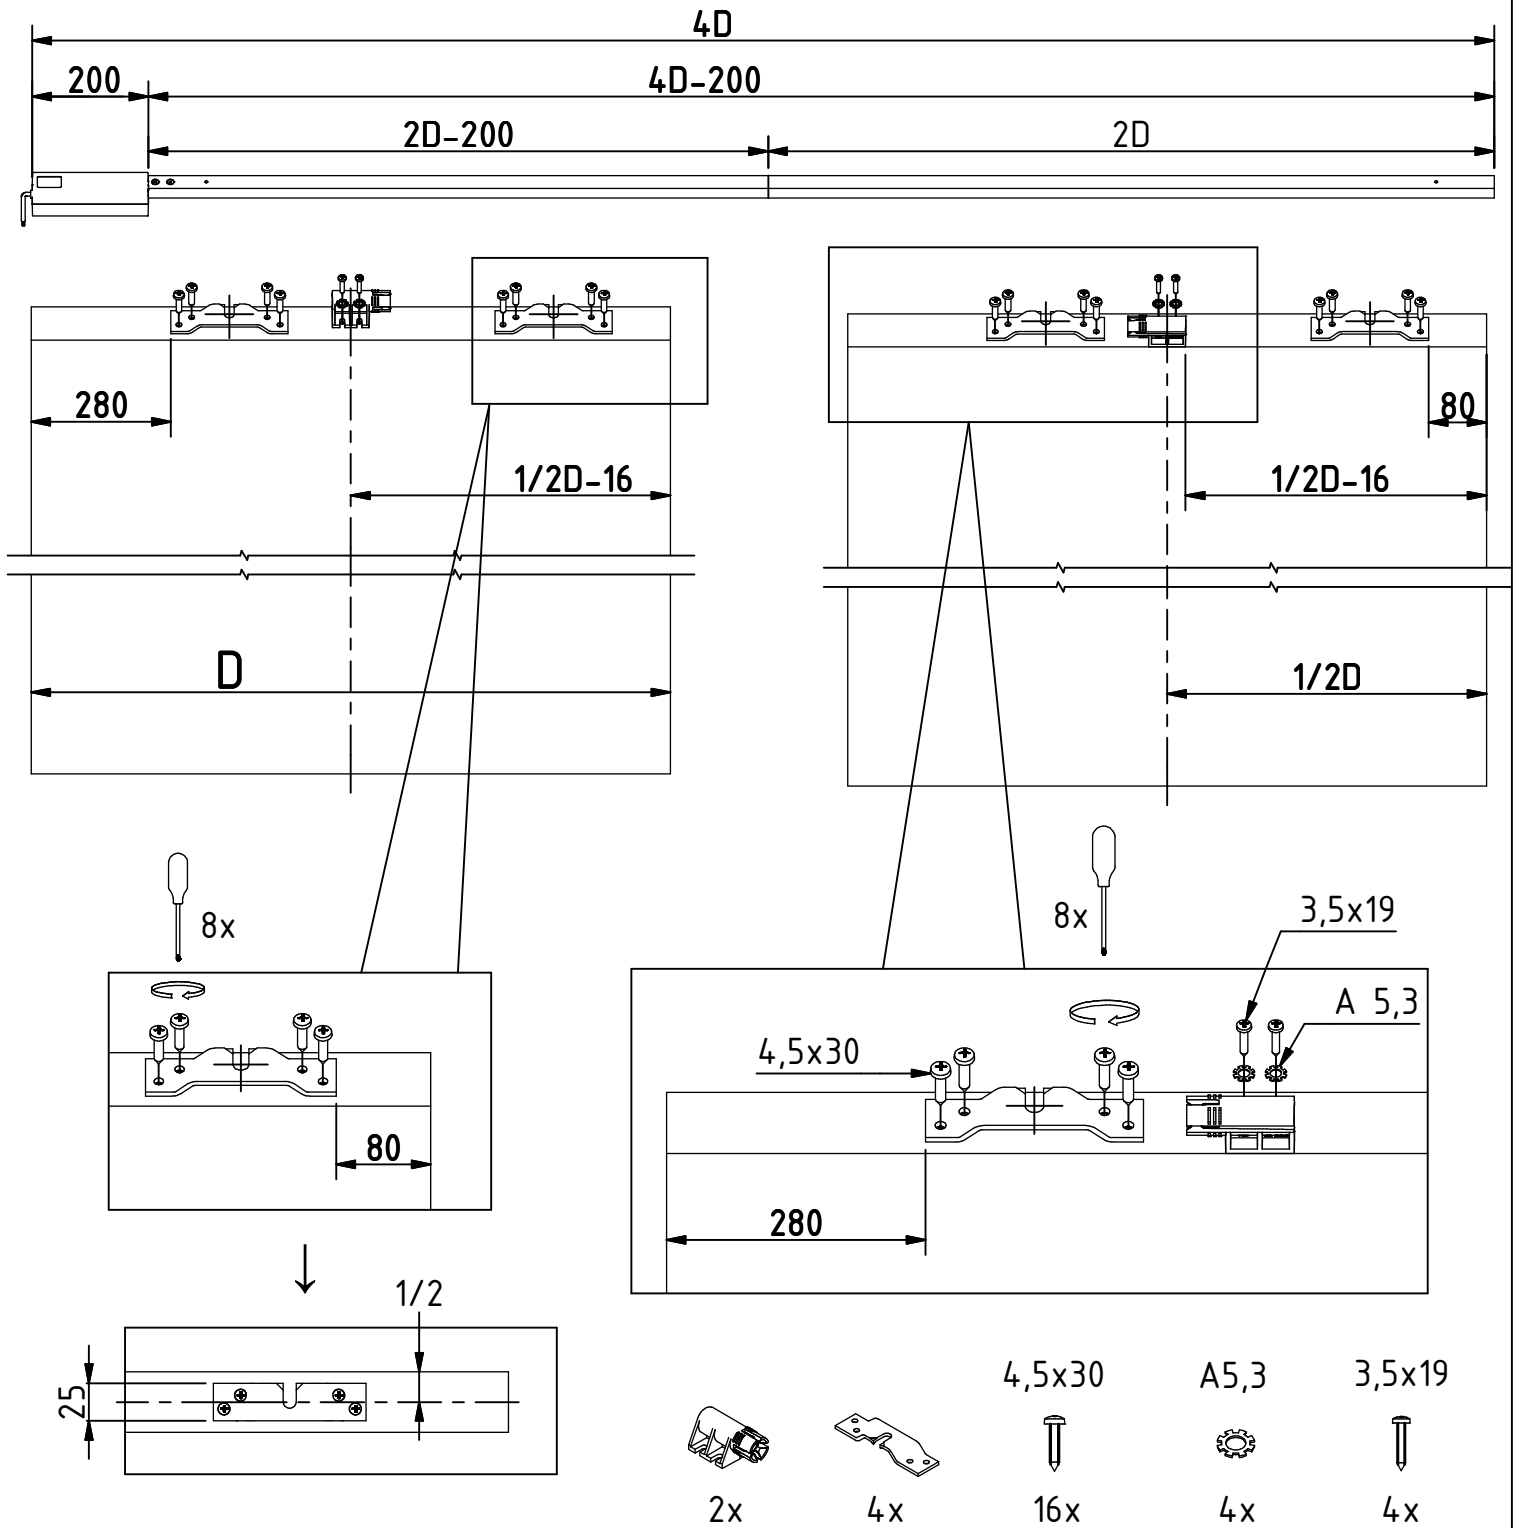 4D
200
4D-200
2D-200
2D
280
80
1/2D-16
1/2D-16
D
1/2D
8x
8x
3,5x19
A 5,3
4,5x30
80
280
1/2
25
4,5x30
A5,3
3,5x19
2x
4x
16x
4x
4x